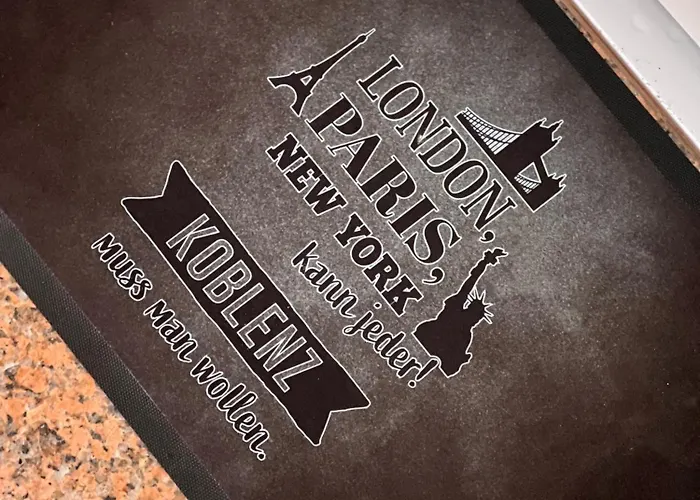 LONDON,
PARIS,
NEW YORK
kann jeder!
KOBLENZ
Muss man wollen.